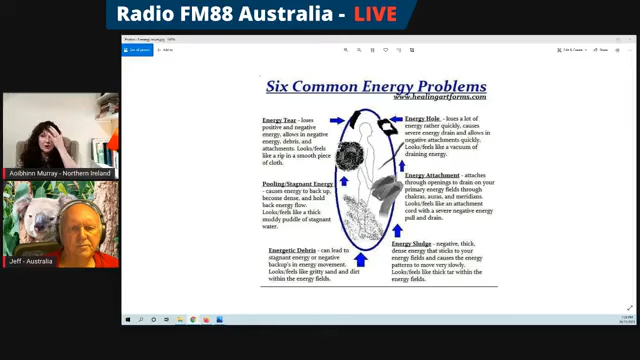 Radio FM88 Australia - LIVE
See all photos
Add to
Edit & Create
Share
Six Common Energy Problems
www.healingartforms.com
Energy Tear - loses
positive and negative
energy, allows in negative
energy, debris, and
attachments. Looks/feels
like a rip in a smooth piece
of cloth.
Pooling/Stagnant Energy
- causes energy to back up,
become dense, and hold
back energy flow.
Looks/feels like a thick
muddy puddle of stagnant
water.
Energetic Debris - can lead to
stagnant energy or negative
backup's in energy movement.
Looks/feels like gritty sand and dirt
within the energy fields.
Energy Hole - loses a lot of
energy rather quickly, causes
severe energy drain and allows in
negative attachments quickly.
Looks/feels like a vacuum of
draining energy.
Energy Attachment - attaches
through openings to drain on your
primary energy fields through
chakras, auras, and meridians.
Looks/feels like an attachment
cord with a severe negative energy
pull and drain.
Energy Sludge - negative, thick,
dense energy that sticks to your
energy fields and causes the energy
patterns to move very slowly.
Looks/feels like thick tar within the
energy fields.
Aoibhinn Murray - Northern Ireland
Jeff - Australia